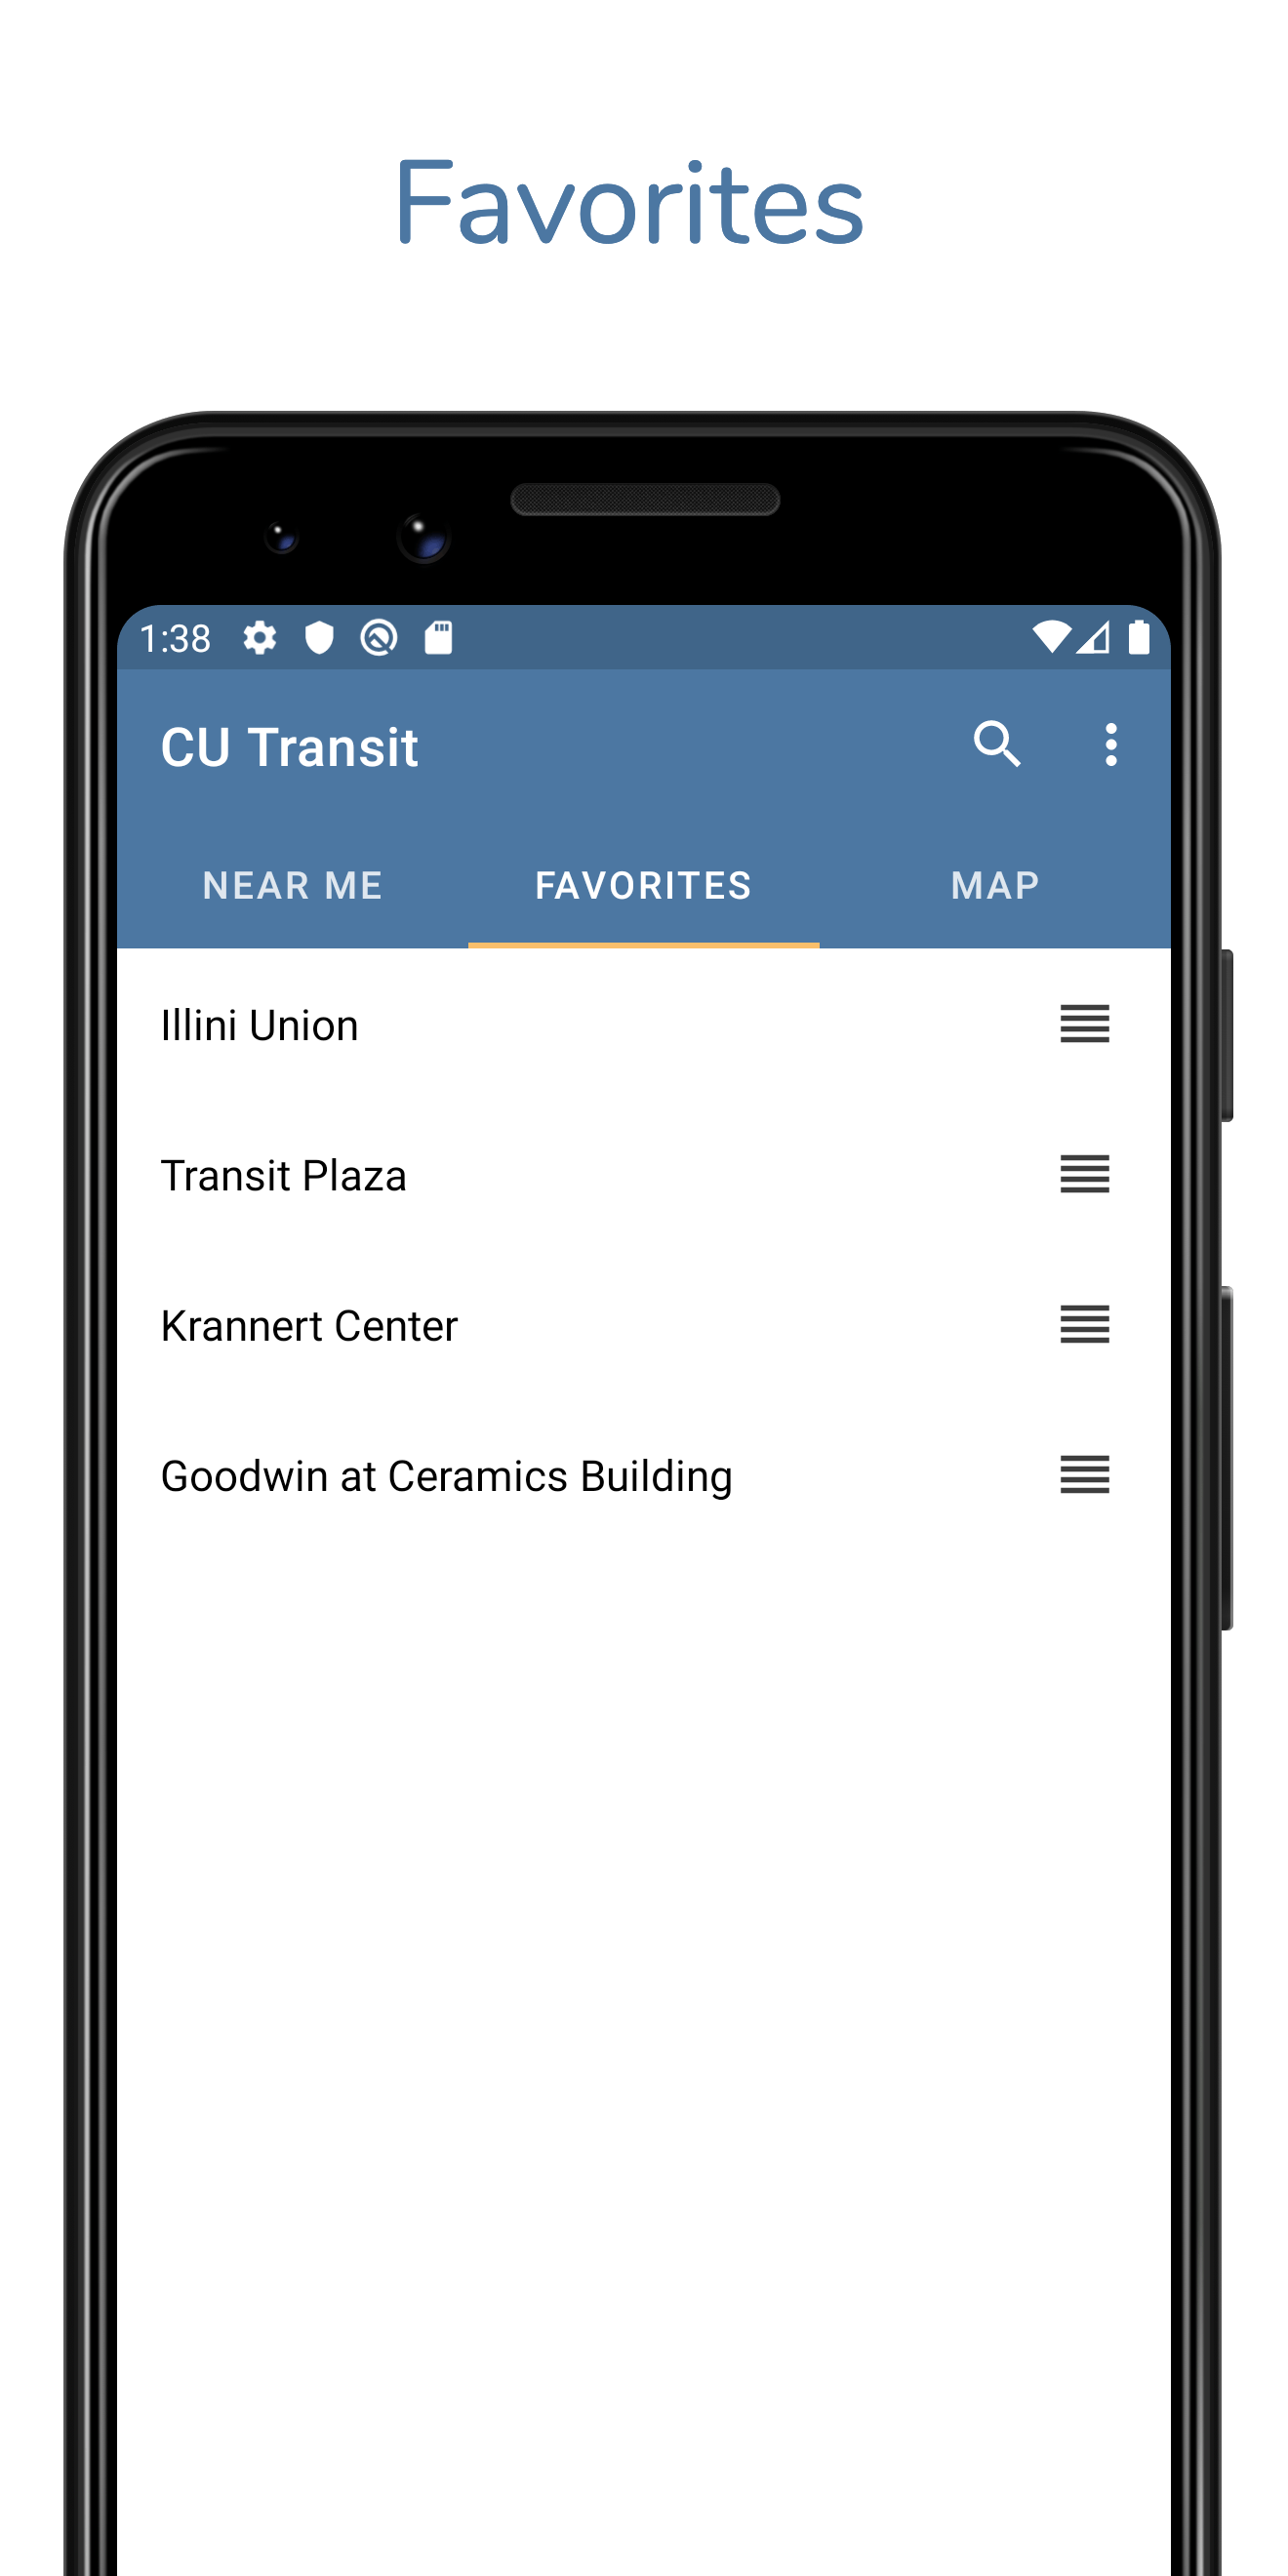 Favorites
1:38
CU Transit
NEAR ME
FAVORITES
MAP
Illini Union
Transit Plaza
Krannert Center
Goodwin at Ceramics Building